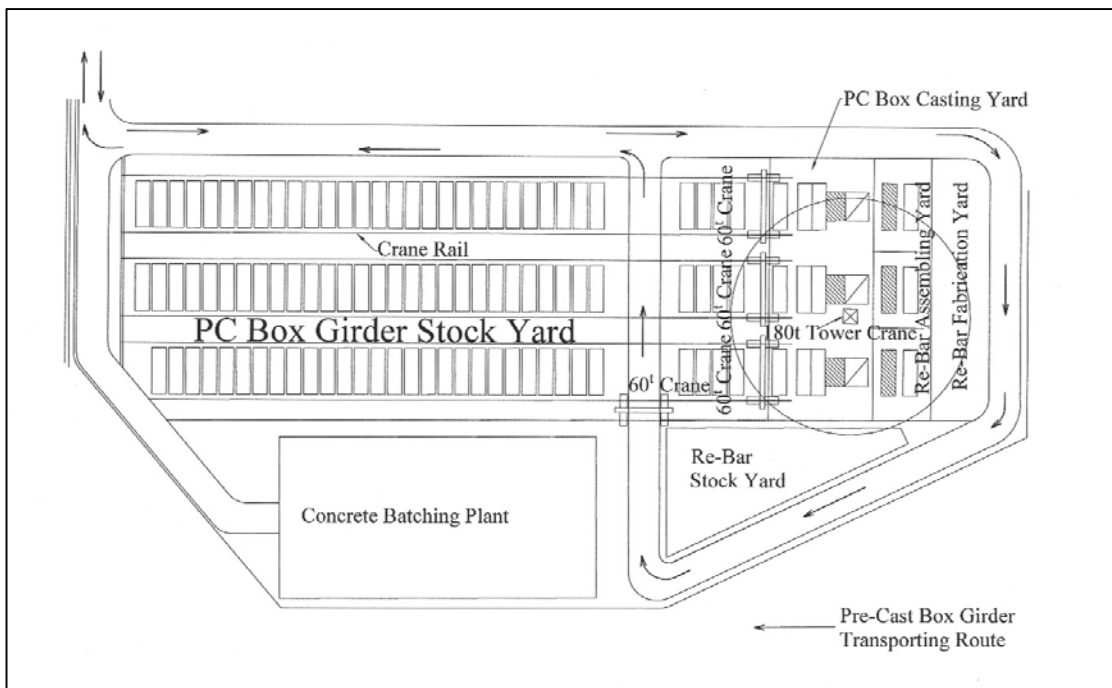 PC Box Casting Yard
Crane Rail
PC Box Girder Stock Yard
60t Crane
60t Crane
60t Crane
60t Crane
180t Tower Crane
Re-Bar Assembling Yard
Re-Bar Fabrication Yard
Re-Bar
Stock Yard
Concrete Batching Plant
Pre-Cast Box Girder
Transporting Route